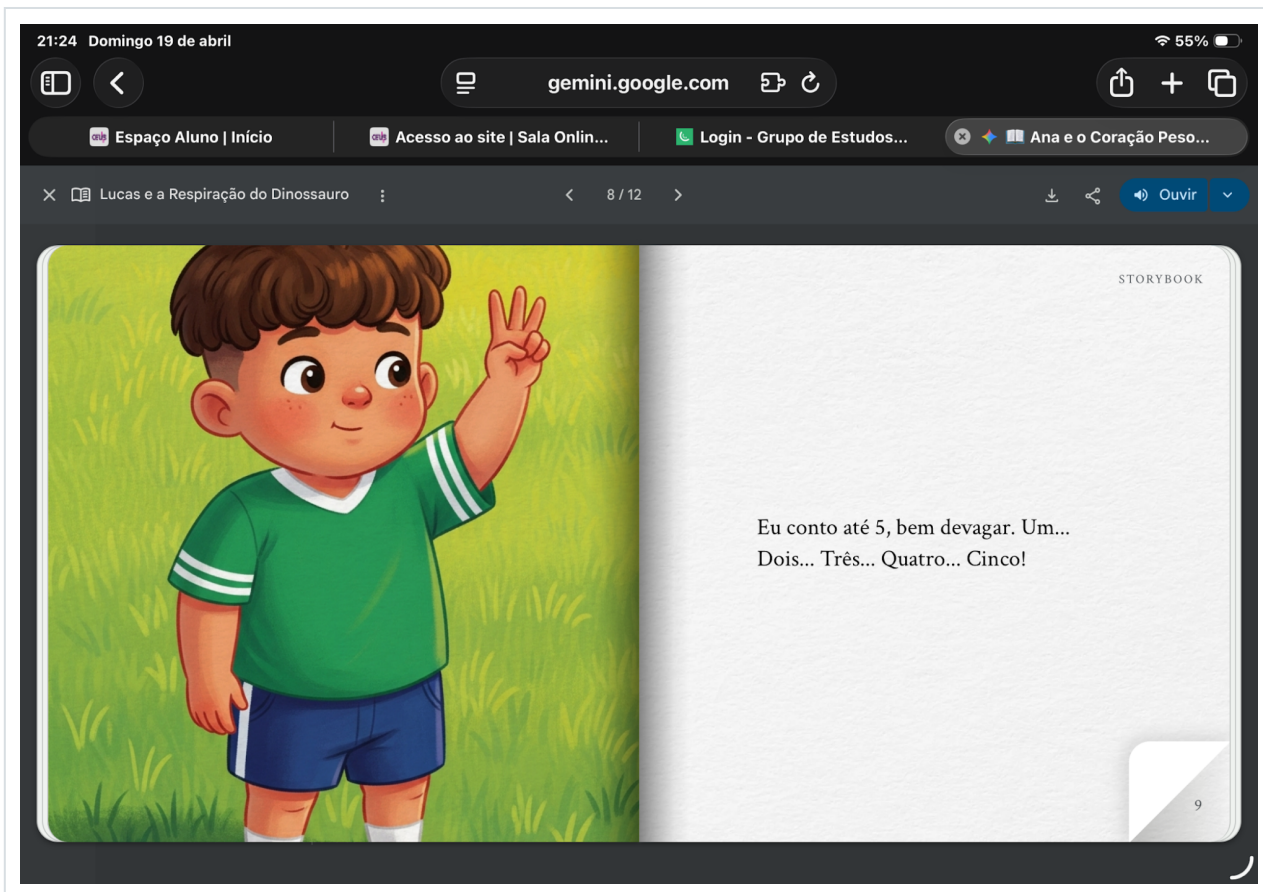 21:24 Domingo 19 de abril
55%
gemini.google.com
Espaço Aluno | Início
Acesso ao site | Sala Onlin...
Login - Grupo de Estudos...
Ana e o Coração Peso...
Lucas e a Respiração do Dinossauro
8 / 12
Ouvir
STORYBOOK
Eu conto até 5, bem devagar. Um...
Dois... Três... Quatro... Cinco!
9